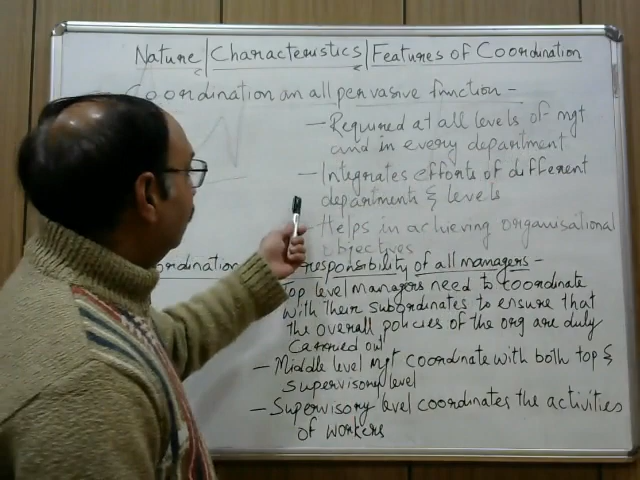 Nature | Characteristics | Features of Coordination
Coordination an all pervasive function -
- Required at all levels of mgt
and in every department
- Integrates efforts of different
departments & levels
Helps in achieving organisational
objectives
ordination responsibility of all managers -
Top level managers need to coordinate
with their subordinates to ensure that
the overall policies of the org are duly
carried out
- Middle level mgt coordinate with both top &
supervisory level
- Supervisory level coordinates the activities
of workers